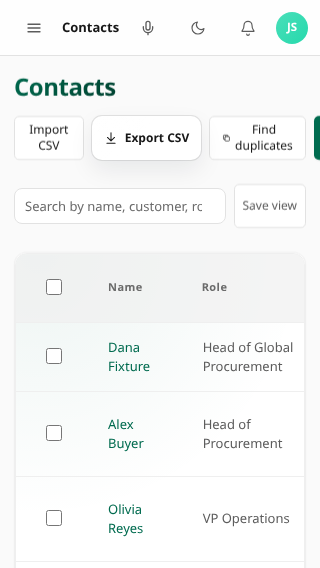 Contacts
JS
Contacts
Import
CSV
Export CSV
Find
duplicates
Search by name, customer, rc
Save view
Name
Role
Dana
Fixture
Head of Global
Procurement
Alex
Buyer
Head of
Procurement
Olivia
Reyes
VP Operations